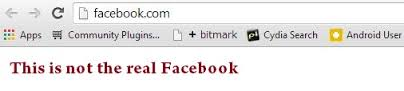 facebook.com
Apps Community Plugins... + bitmark Cydia Search Android User
This is not the real Facebook